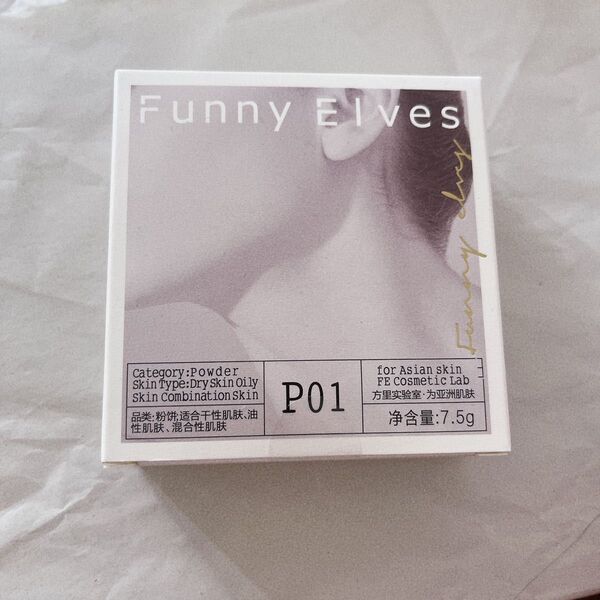 Funny Elves
Funny elves
Category:Powder
Skin Type:Dry Skin Oily
Skin Combination Skin
品类:粉饼;适合干性肌肤、油
性肌肤、混合性肌肤
P01
for Asian skin
FE Cosmetic Lab
方里实验室·为亚洲肌肤
净含量:7.5g